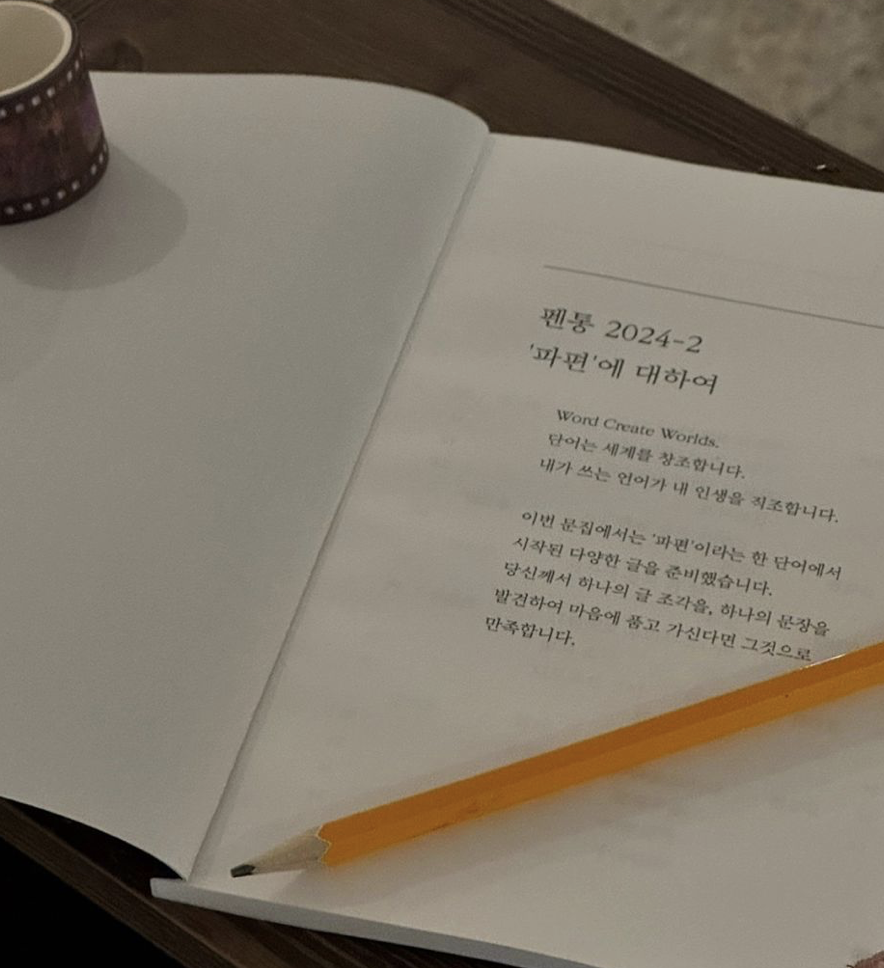 펜통 2024-2
'파편'에 대하여
Word Create Worlds.
단어는 세계를 창조합니다.
내가 쓰는 언어가 내 인생을 직조합니다.
이번 문집에서는 '파편'이라는 한 단어에서
시작된 다양한 글을 준비했습니다.
당신께서 하나의 글 조각을, 하나의 문장을
발견하여 마음에 품고 가신다면 그것으로
만족합니다.